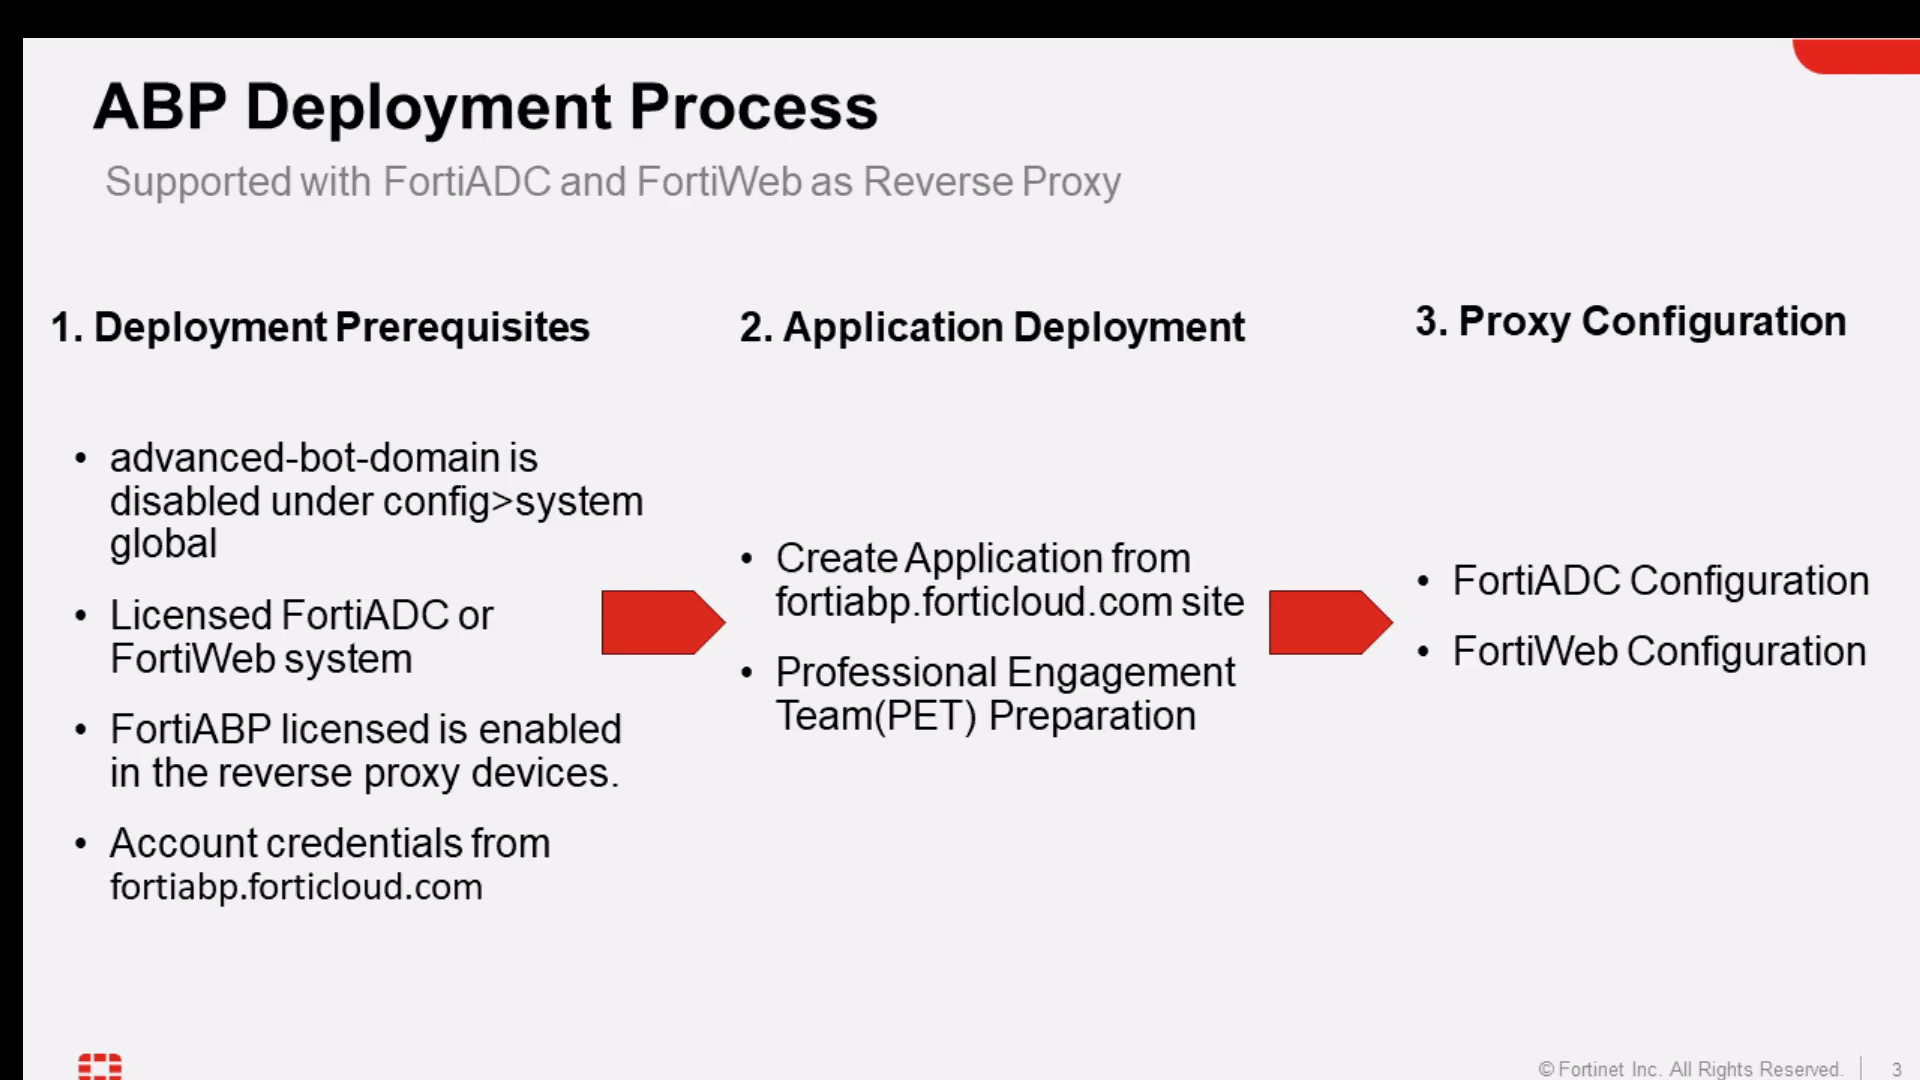 ABP Deployment Process
Supported with FortiADC and FortiWeb as Reverse Proxy
1. Deployment Prerequisites
• advanced-bot-domain is
disabled under config>system
global
• Licensed FortiADC or
FortiWeb system
• FortiABP licensed is enabled
in the reverse proxy devices.
• Account credentials from
fortiabp.forticloud.com
2. Application Deployment
• Create Application from
fortiabp.forticloud.com site
• Professional Engagement
Team(PET) Preparation
3. Proxy Configuration
• FortiADC Configuration
• FortiWeb Configuration
© Fortinet Inc. All Rights Reserved.
3